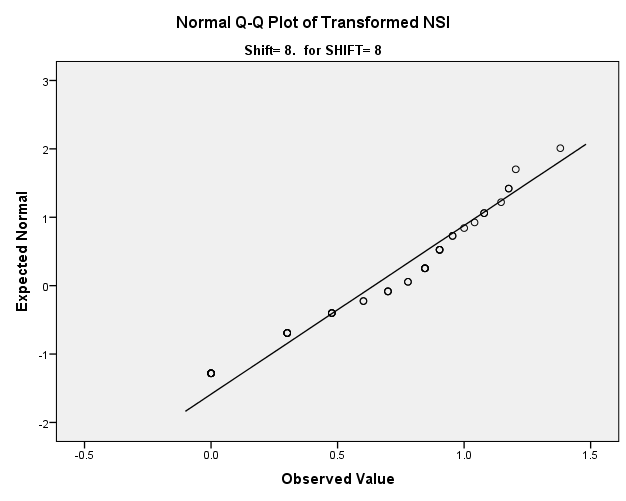 Normal Q-Q Plot of Transformed NSI
Shift= 8. for SHIFT= 8
3
2
1
0
-1
-2
Expected Normal
-0.5 0.0 0.5 1.0 1.5
Observed Value